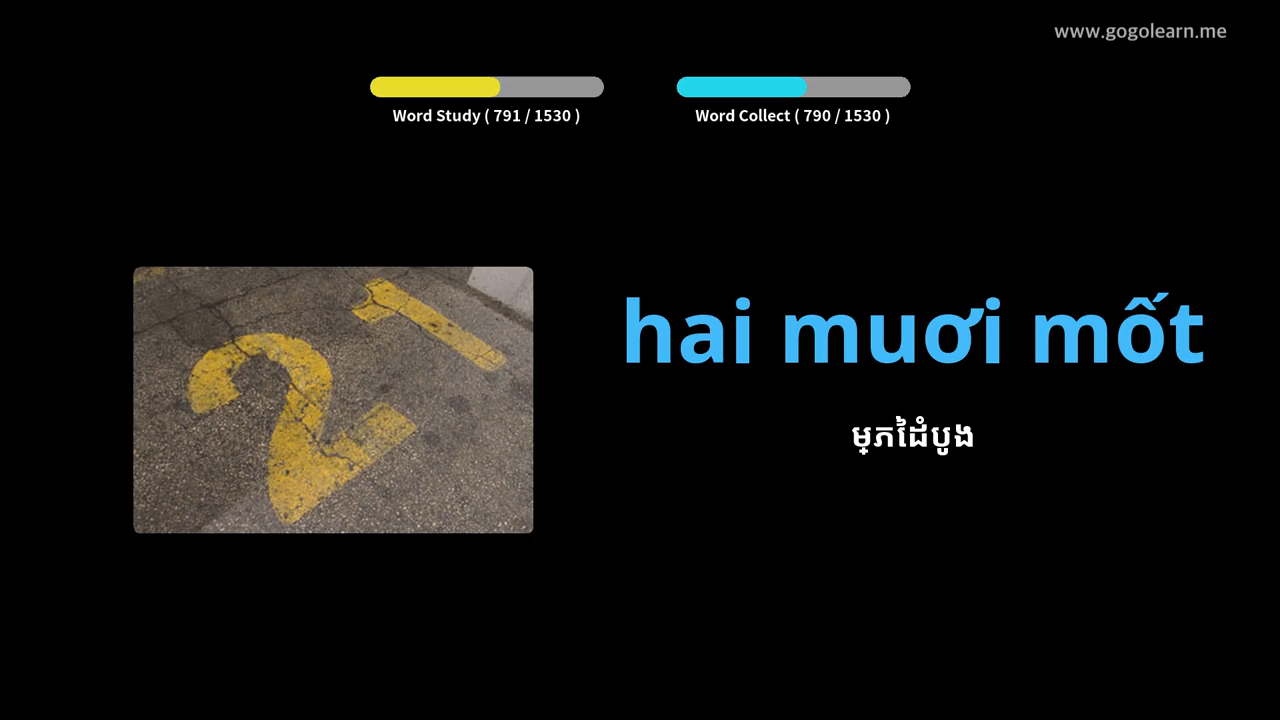 www.gogolearn.me
Word Study ( 791 / 1530 )
Word Collect ( 790 / 1530 )
21
hai muơi mốt
ម្ភៃដំបូង